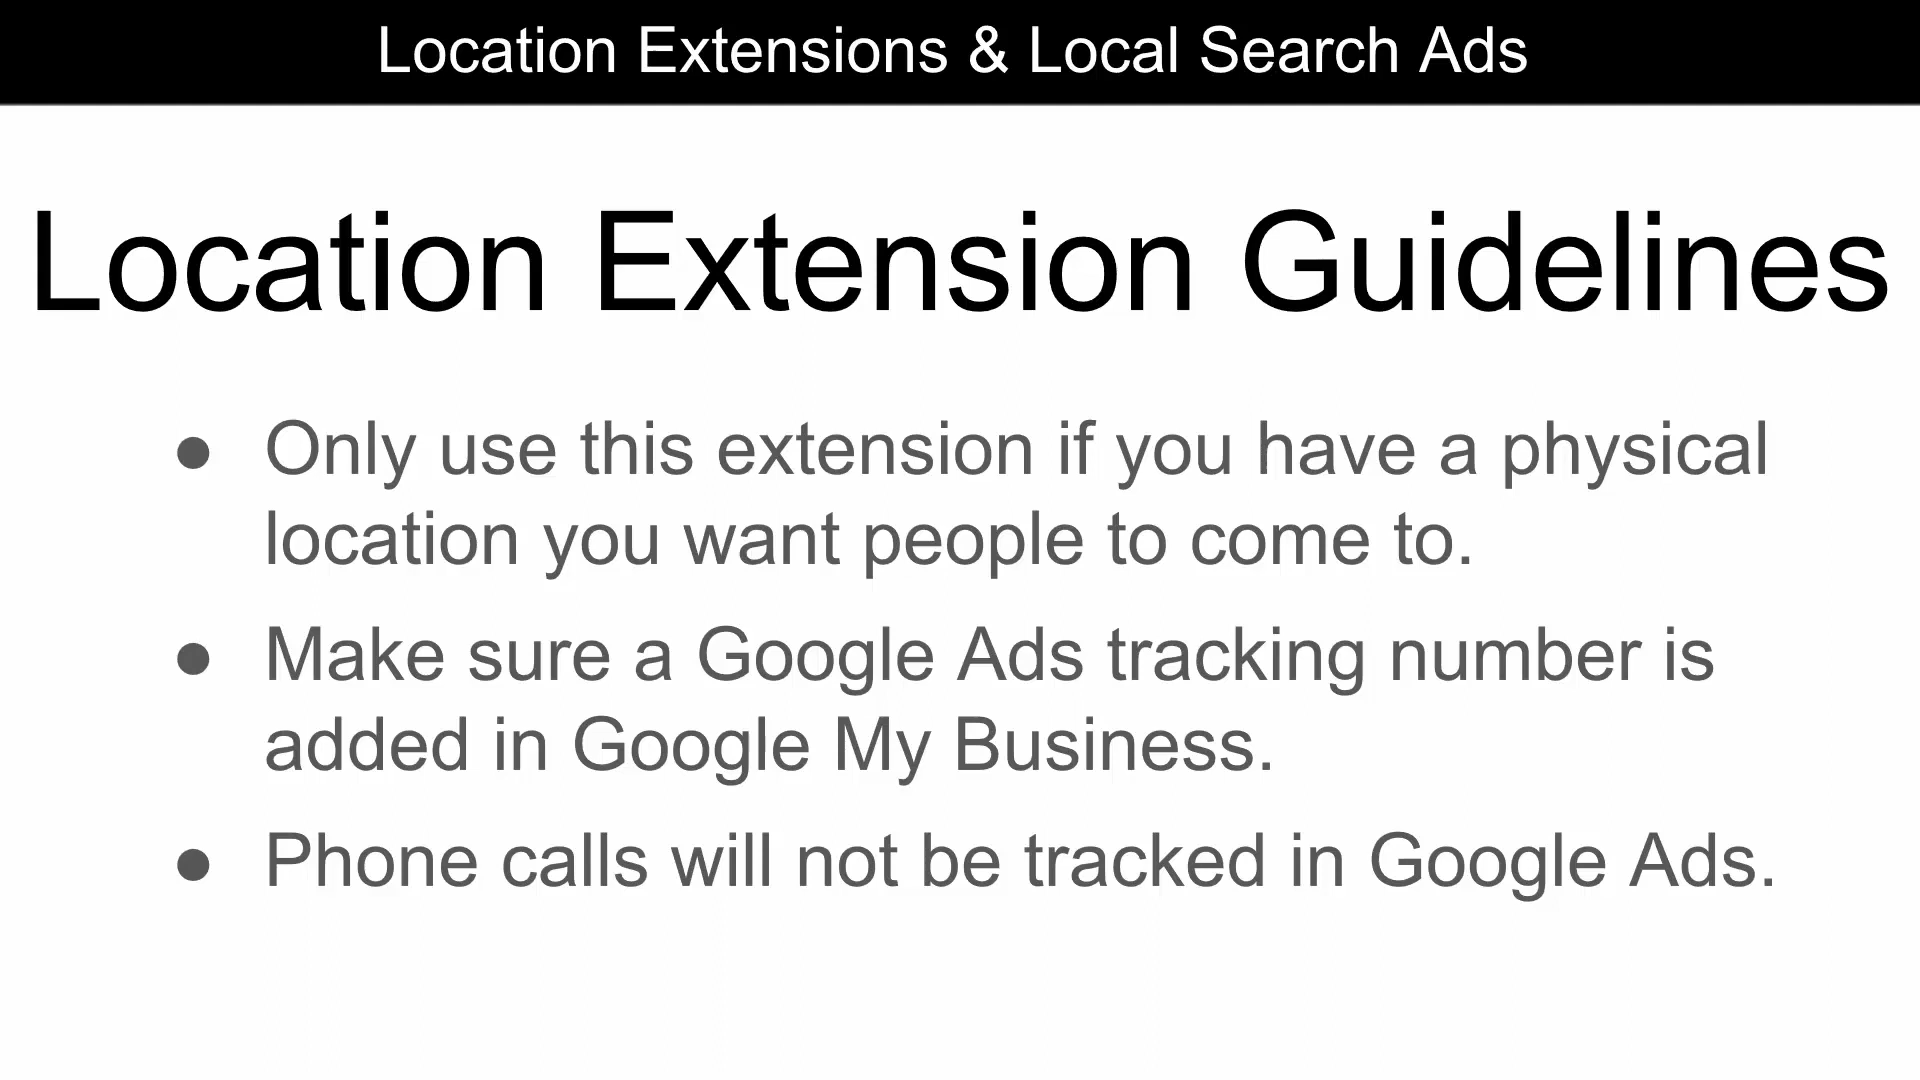 Location Extensions & Local Search Ads
Location Extension Guidelines
● Only use this extension if you have a physical
location you want people to come to.
● Make sure a Google Ads tracking number is
added in Google My Business.
● Phone calls will not be tracked in Google Ads.